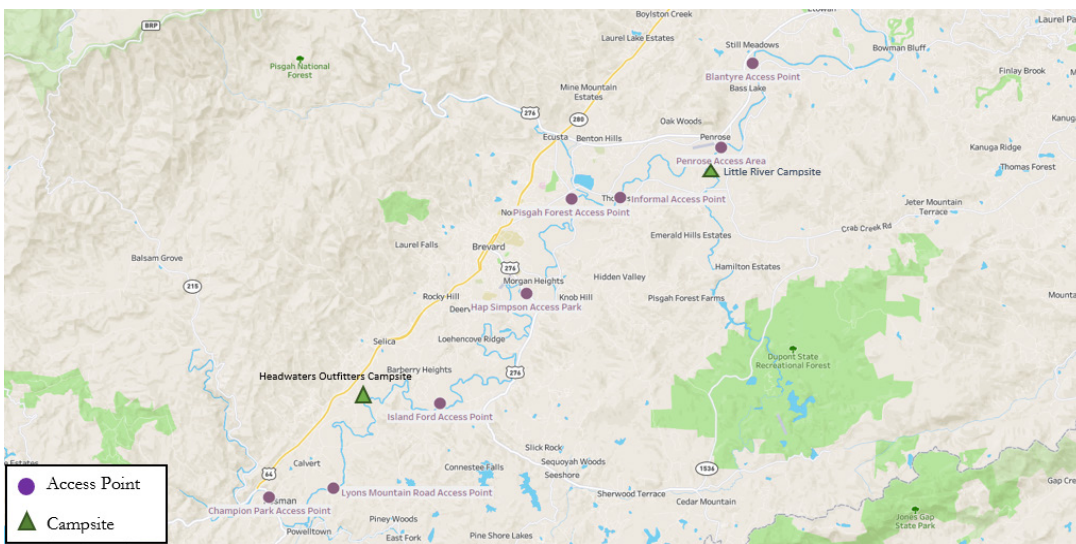 Etowah
Boylston Creek
Laurel Pa
BRP
Laurel Lake Estates
Still Meadows
Bowman Bluff
Pisgah National
Forest
Blantyre Access Point
Finlay Brook
Bass Lake
Mine Mountain
Estates
Kanuga
276
280
Oak Woods
Ecusta
Benton Hills
Penrose
Kanuga Ridge
Penrose Access Area
Thomas Forest
Little River Campsite
Informal Access Point
Pisgah Forest Access Point
Jeter Mountain
Terrace
Crab Creek Rd
Emerald Hills Estates
Laurel Falls
Brevard
Balsam Grove
276
Hamilton Estates
Hidden Valley
215
Morgan Heights
Rocky Hill
Knob Hill
Pisgah Forest Farms
Mounta
Hap Simpson Access Park
Selica
Loehencove Ridge
Dupont State
Recreational Forest
Headwaters Outfitters Campsite
Barberry Heights
276
Island Ford Access Point
Slick Rock
Calvert
Connestee Falls
Sequoyah Woods
e Estates
64
Seeshore
1536
Gap Cre
Access Point
Lyons Mountain Road Access Point
Sherwood Terrace
Cedar Mountain
Champion Park Access Point
Piney Woods
Jones Gap
State Park
Campsite
Powelltown
East Fork
Pine Shore Lakes